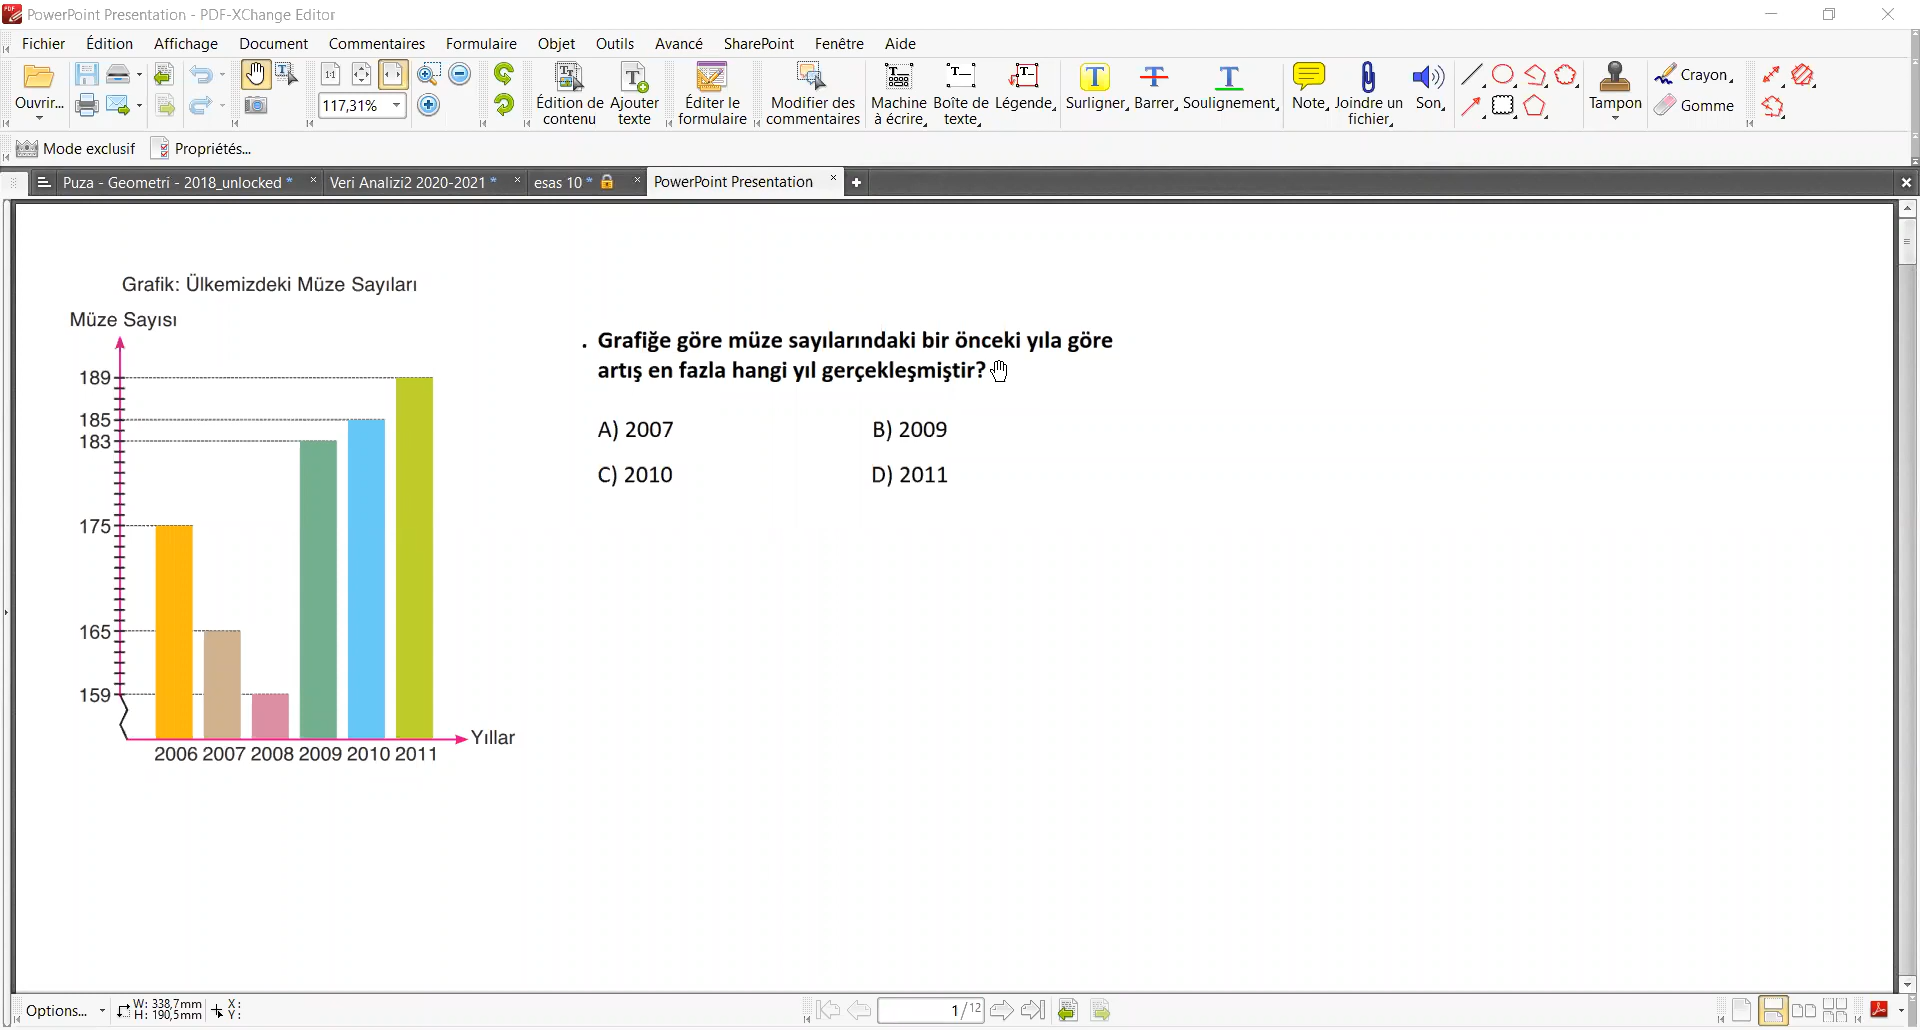 PowerPoint Presentation - PDF-XChange Editor
Fichier Édition Affichage Document Commentaires Formulaire Objet Outils Avancé SharePoint Fenêtre Aide
Ouvrir... 117,31% Édition de contenu Ajouter texte Éditer le formulaire Modifier des commentaires Machine à écrire Boîte de texte Légende Surligner Barrer Soulignement Note Joindre un fichier Son Tampon Crayon Gomme
Mode exclusif Propriétés...
Puza - Geometri - 2018_unlocked * Veri Analizi2 2020-2021 * esas 10 * PowerPoint Presentation
Grafik: Ülkemizdeki Müze Sayıları
Müze Sayısı
189
185
183
175
165
159
Yıllar
2006 2007 2008 2009 2010 2011
. Grafiğe göre müze sayılarındaki bir önceki yıla göre
artış en fazla hangi yıl gerçekleşmiştir?
A) 2007 B) 2009
C) 2010 D) 2011
Options... W: 338,7mm X:
H: 190,5mm Y:
1/12